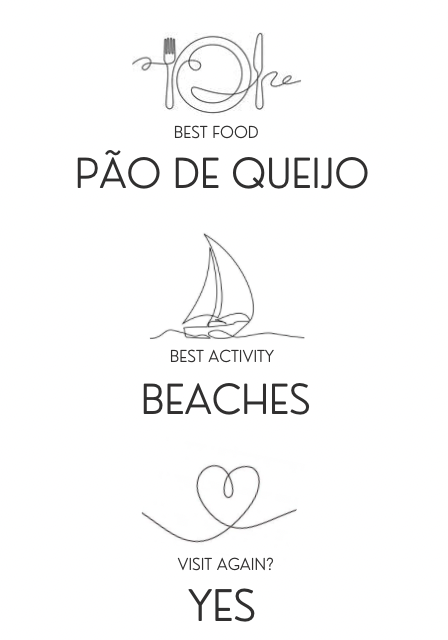 BEST FOOD
PÃO DE QUEIJO
BEST ACTIVITY
BEACHES
VISIT AGAIN?
YES